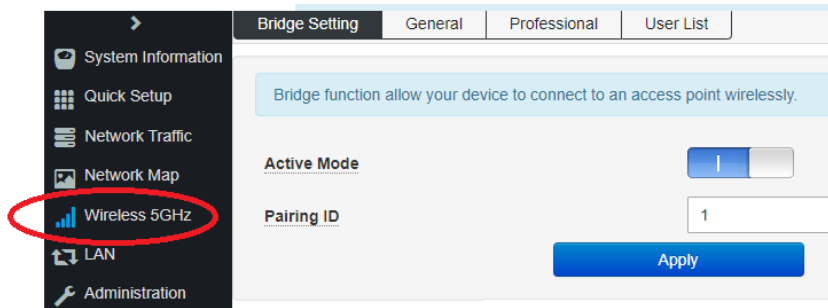 Bridge Setting General Professional User List
System Information
Quick Setup
Network Traffic
Network Map
Wireless 5GHz
LAN
Administration
Bridge function allow your device to connect to an access point wirelessly.
Active Mode
Pairing ID 1
Apply